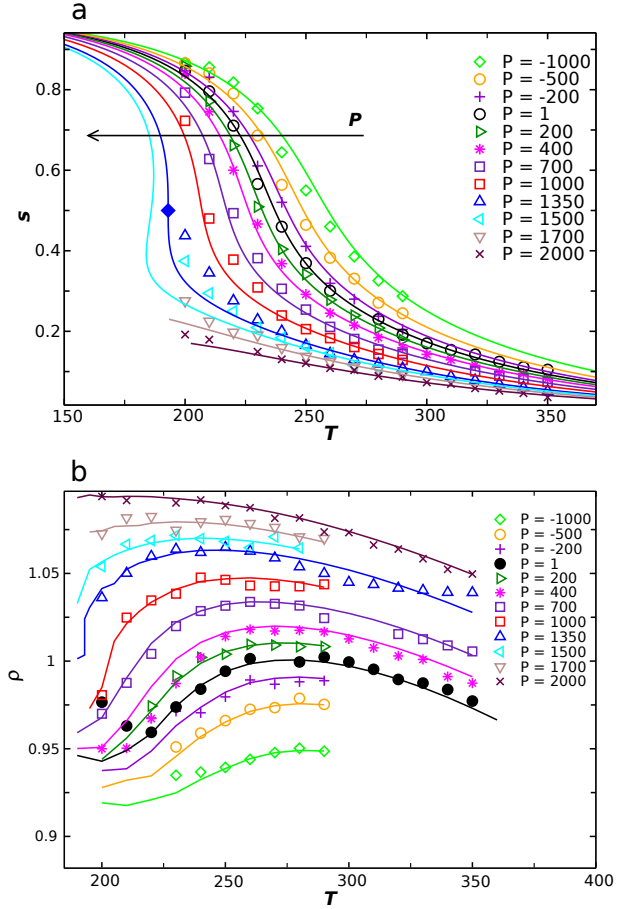 a
P
P = -1000
P = -500
P = -200
P = 1
P = 200
P = 400
P = 700
P = 1000
P = 1350
P = 1500
P = 1700
P = 2000
0.8
0.6
0.4
0.2
s
150
200
250
300
350
T
b
P = -1000
P = -500
P = -200
P = 1
P = 200
P = 400
P = 700
P = 1000
P = 1350
P = 1500
P = 1700
P = 2000
1.05
1
0.95
0.9
ρ
200
250
300
350
400
T